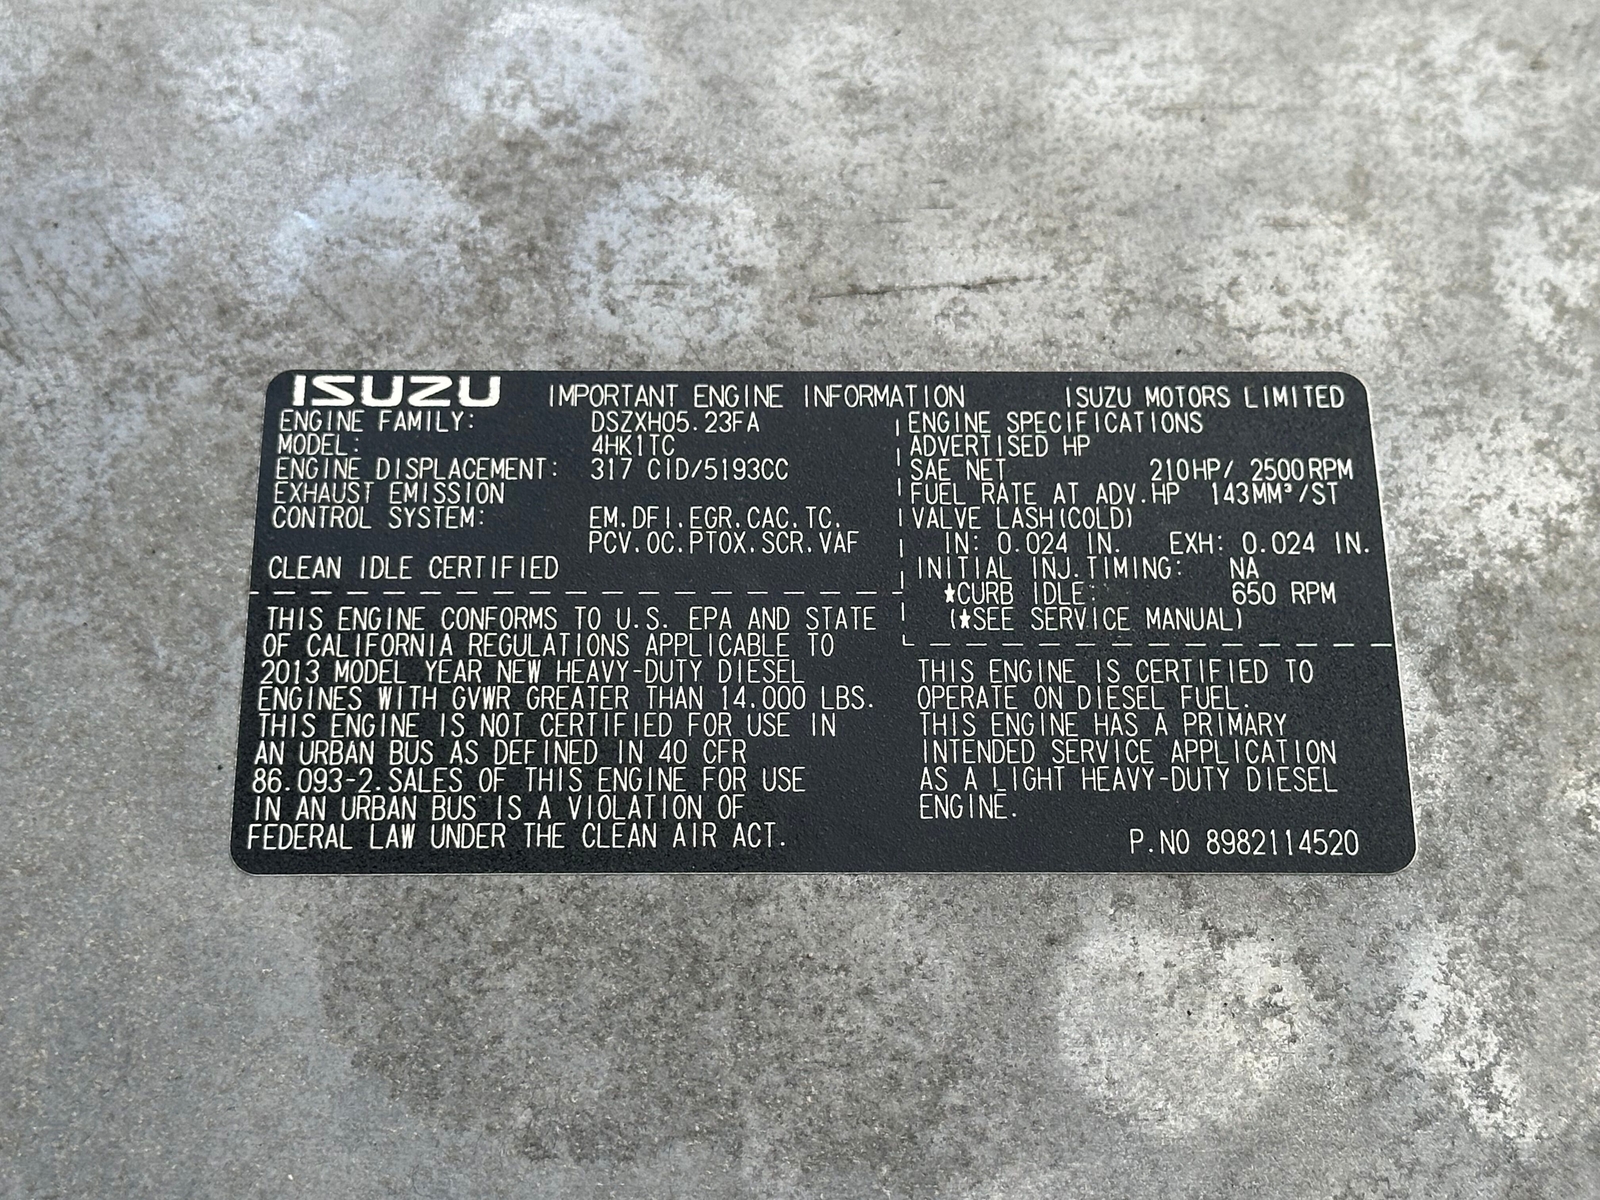 ISUZU IMPORTANT ENGINE INFORMATION ISUZU MOTORS LIMITED
ENGINE FAMILY: DSZXH05.23FA
MODEL: 4HK1TC
ENGINE DISPLACEMENT: 317 CID/5193CC
EXHAUST EMISSION
CONTROL SYSTEM: EM.DFI.EGR.CAC.TC.
PCV.OC.PTOX.SCR.VAF
CLEAN IDLE CERTIFIED
THIS ENGINE CONFORMS TO U.S. EPA AND STATE
OF CALIFORNIA REGULATIONS APPLICABLE TO
2013 MODEL YEAR NEW HEAVY-DUTY DIESEL
ENGINES WITH GVWR GREATER THAN 14.000 LBS.
THIS ENGINE IS NOT CERTIFIED FOR USE IN
AN URBAN BUS AS DEFINED IN 40 CFR
86.093-2.SALES OF THIS ENGINE FOR USE
IN AN URBAN BUS IS A VIOLATION OF
FEDERAL LAW UNDER THE CLEAN AIR ACT.
ENGINE SPECIFICATIONS
ADVERTISED HP
SAE NET 210HP/ 2500RPM
FUEL RATE AT ADV.HP 143MM³/ST
VALVE LASH(COLD)
IN: 0.024 IN. EXH: 0.024 IN.
INITIAL INJ.TIMING: NA
★CURB IDLE: 650 RPM
(★SEE SERVICE MANUAL)
THIS ENGINE IS CERTIFIED TO
OPERATE ON DIESEL FUEL.
THIS ENGINE HAS A PRIMARY
INTENDED SERVICE APPLICATION
AS A LIGHT HEAVY-DUTY DIESEL
ENGINE.
P.NO 8982114520